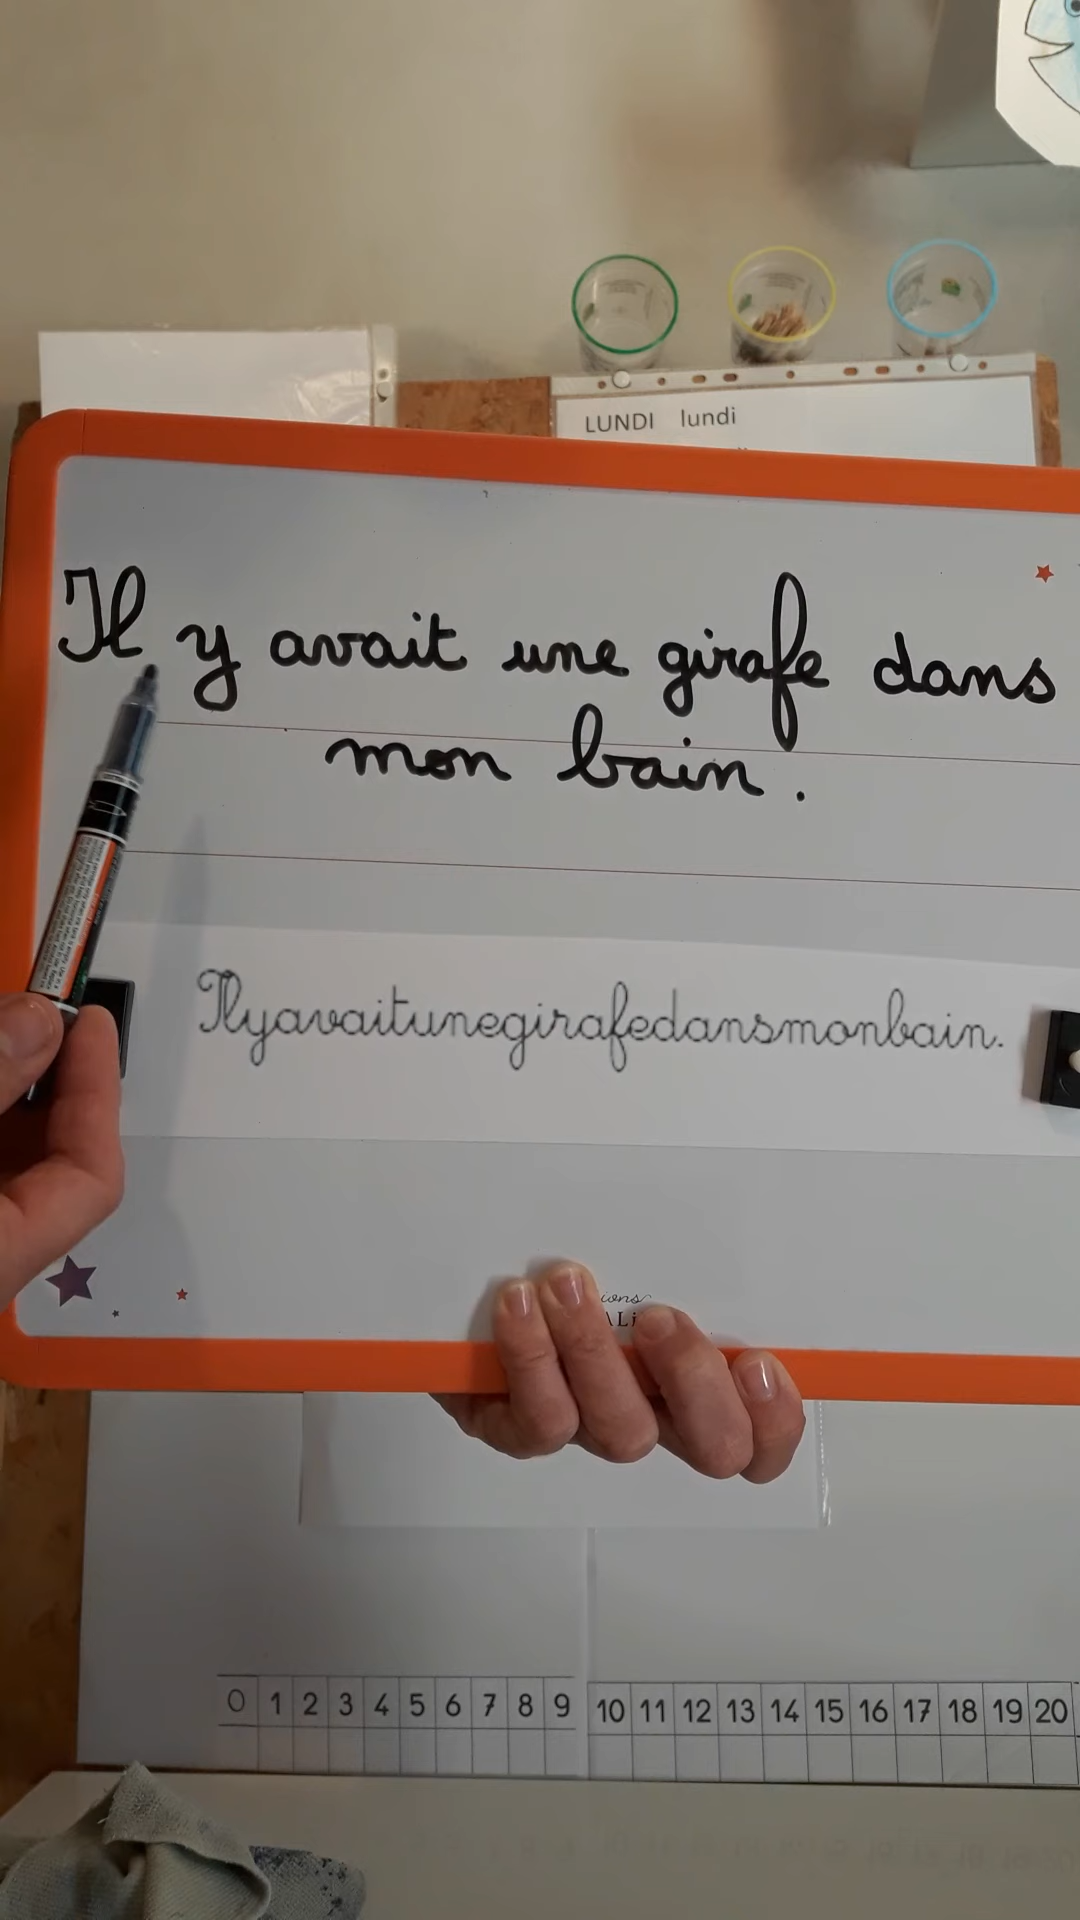 LUNDI lundi
Il y avait une girafe dans
mon bain.
Ilyavaitunegirafedansmonbain.
0 1 2 3 4 5 6 7 8 9 10 11 12 13 14 15 16 17 18 19 20